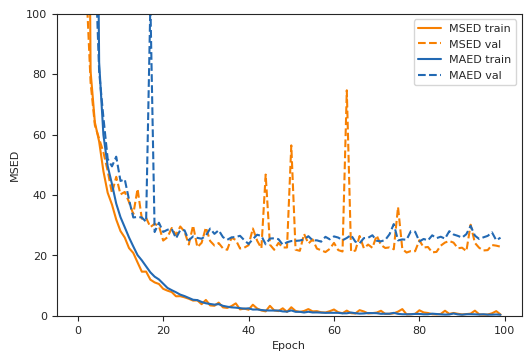 100
80
60
40
20
0
MSED
0
20
40
60
80
100
Epoch
MSED train
MSED val
MAED train
MAED val